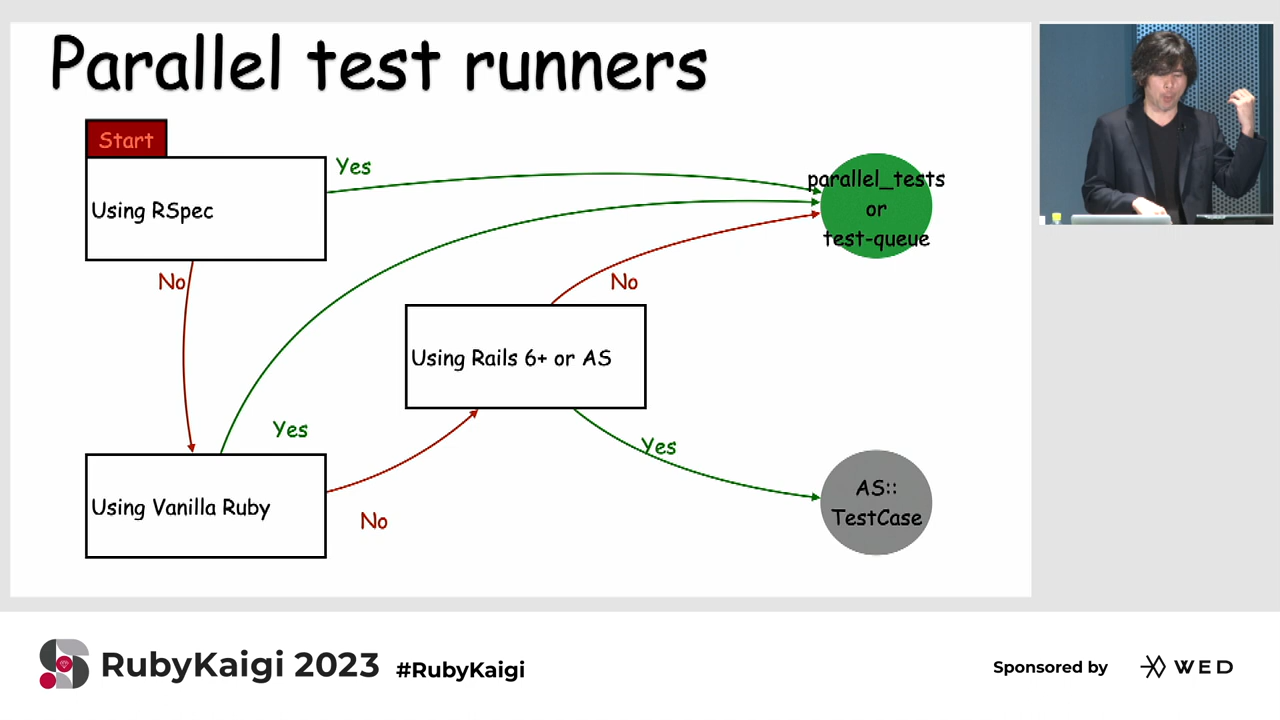 Parallel test runners
Start
Using RSpec
Yes
No
parallel_tests
or
test-queue
No
Using Rails 6+ or AS
Yes
Yes
Using Vanilla Ruby
No
AS::
TestCase
RubyKaigi 2023 #RubyKaigi
Sponsored by WED